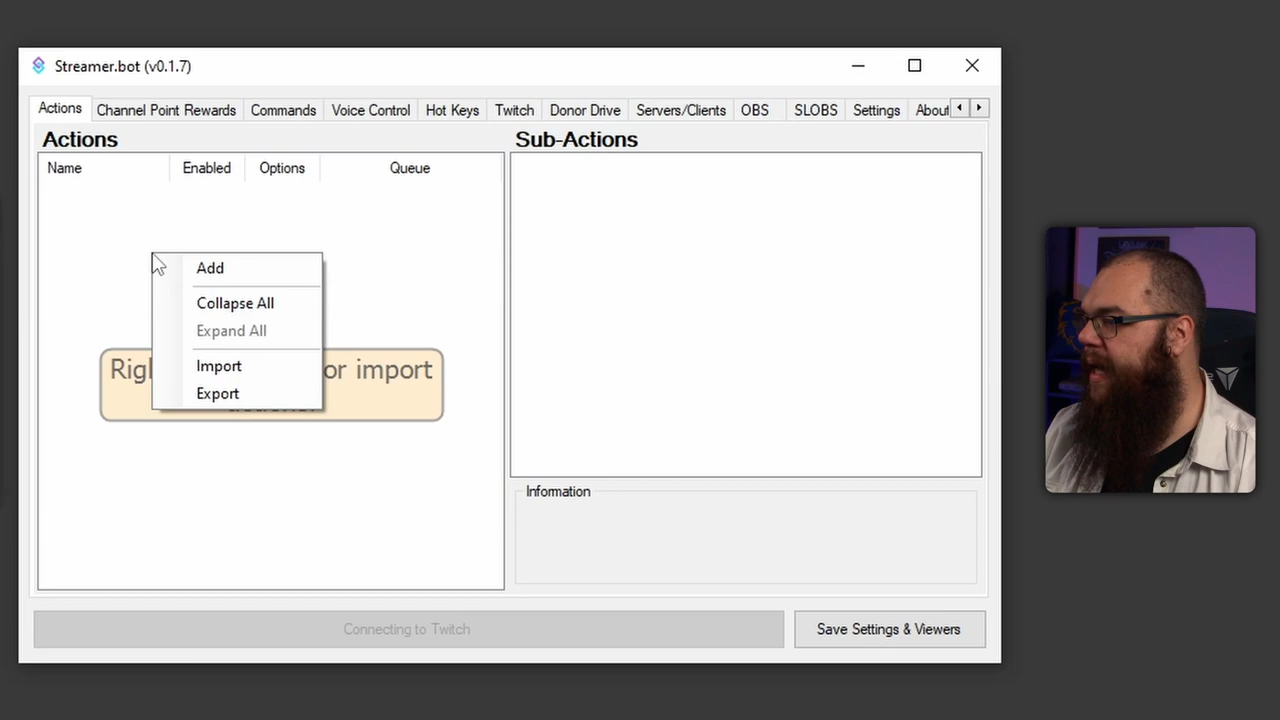 Streamer.bot (v0.1.7)
Actions Channel Point Rewards Commands Voice Control Hot Keys Twitch Donor Drive Servers/Clients OBS SLOBS Settings About
Actions
Sub-Actions
Name Enabled Options Queue
Add
Collapse All
Expand All
Import
Export
or import
Information
Connecting to Twitch
Save Settings & Viewers